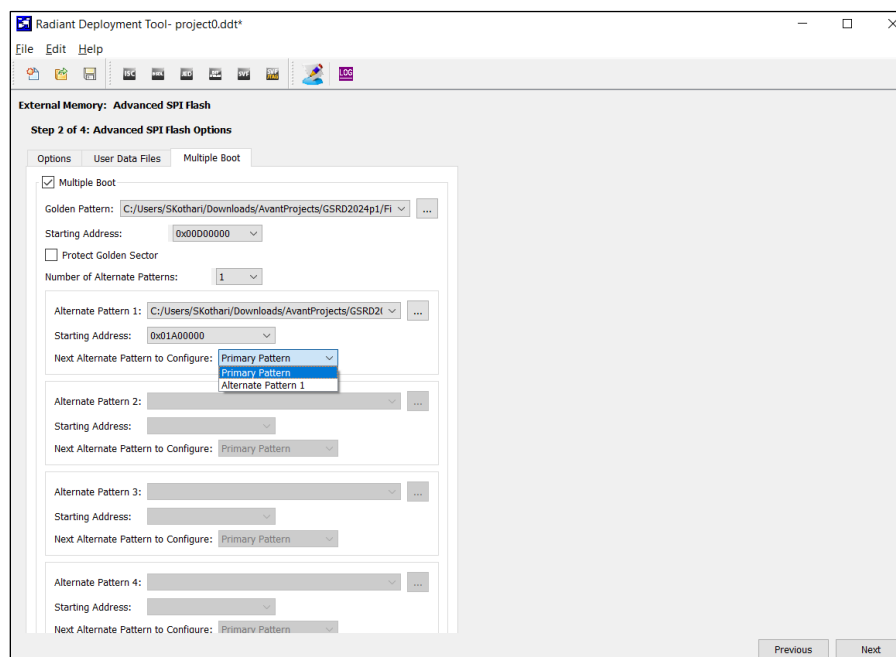 Radiant Deployment Tool- project0.ddt*
File Edit Help
ISC JED SVF LOG
External Memory: Advanced SPI Flash
Step 2 of 4: Advanced SPI Flash Options
Options User Data Files Multiple Boot
Multiple Boot
Golden Pattern: C:/Users/SKothari/Downloads/AvantProjects/GSRD2024p1/Fi ...
Starting Address: 0x00D00000
Protect Golden Sector
Number of Alternate Patterns: 1
Alternate Pattern 1: C:/Users/SKothari/Downloads/AvantProjects/GSRD2( ...
Starting Address: 0x01A00000
Next Alternate Pattern to Configure: Primary Pattern
Primary Pattern
Alternate Pattern 1
Alternate Pattern 2: ...
Starting Address:
Next Alternate Pattern to Configure: Primary Pattern
Alternate Pattern 3: ...
Starting Address:
Next Alternate Pattern to Configure: Primary Pattern
Alternate Pattern 4: ...
Starting Address:
Next Alternate Pattern to Configure: Primary Pattern
Previous Next